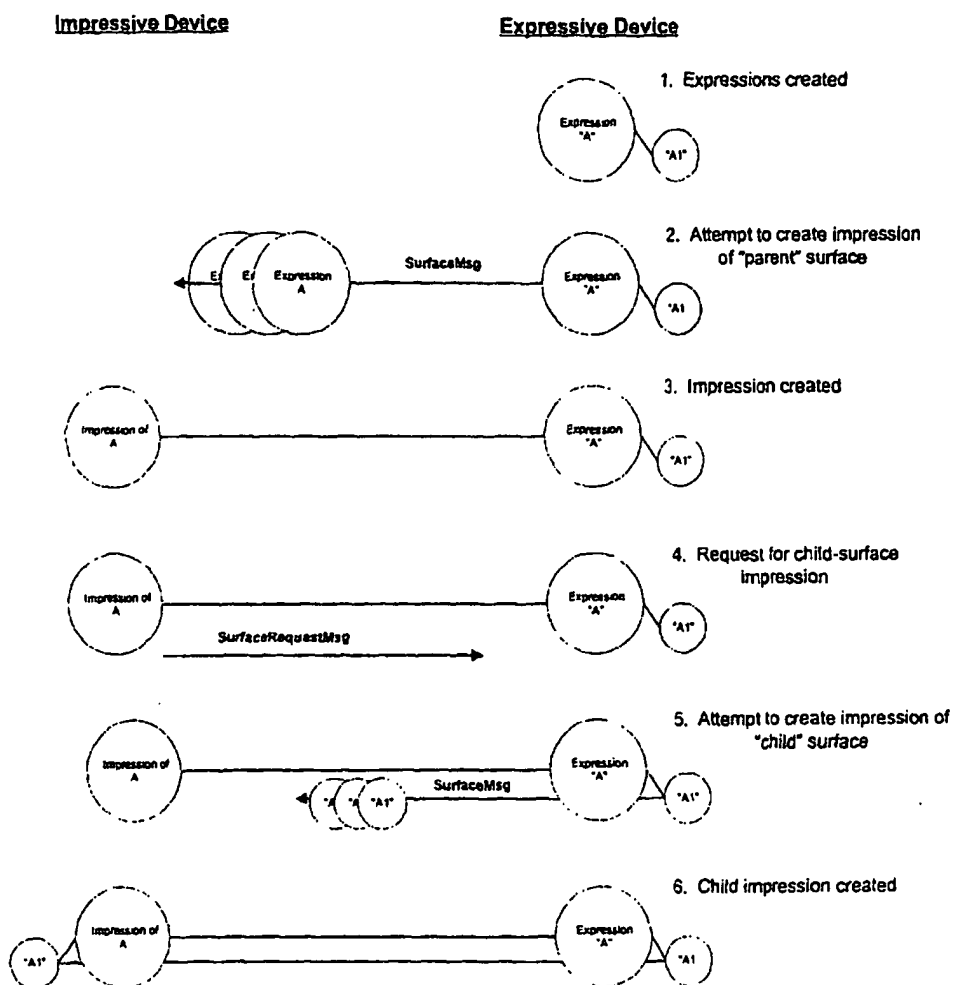 Impressive Device
Expressive Device
1. Expressions created
Expression
"A"
"A1"
2. Attempt to create impression
of "parent" surface
SurfaceMsg
E
E
Expression
A
Expression
"A"
"A1
3. Impression created
Impression of
A
Expression
"A"
"A1"
4. Request for child-surface
impression
Impression of
A
Expression
"A"
"A1"
SurfaceRequestMsg
5. Attempt to create impression of
"child" surface
Impression of
A
Expression
"A"
SurfaceMsg
"A
"A
"A1"
"A1"
6. Child impression created
Impression of
A
Expression
"A"
"A1"
"A1